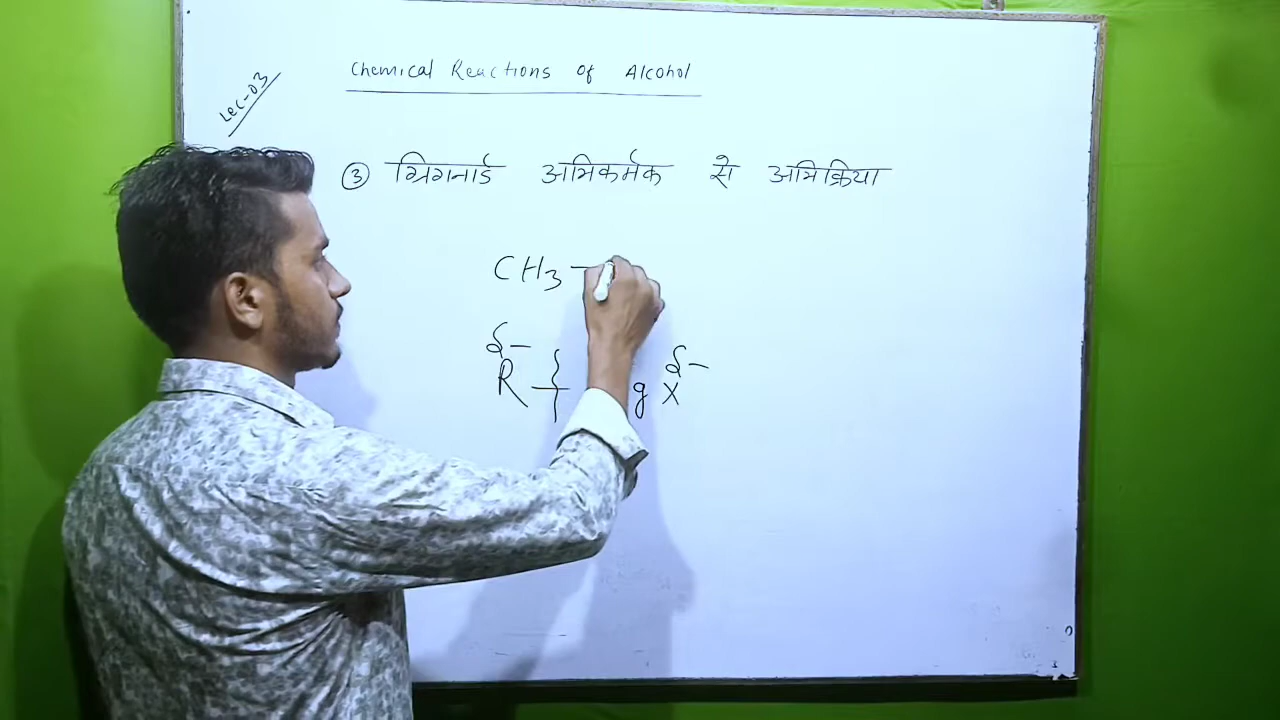 Chemical Reactions of Alcohol
Lec-03
③ ग्रिगनार्ड अभिकर्मक से अभिक्रिया
CH3 —
δ− δ−
R g X